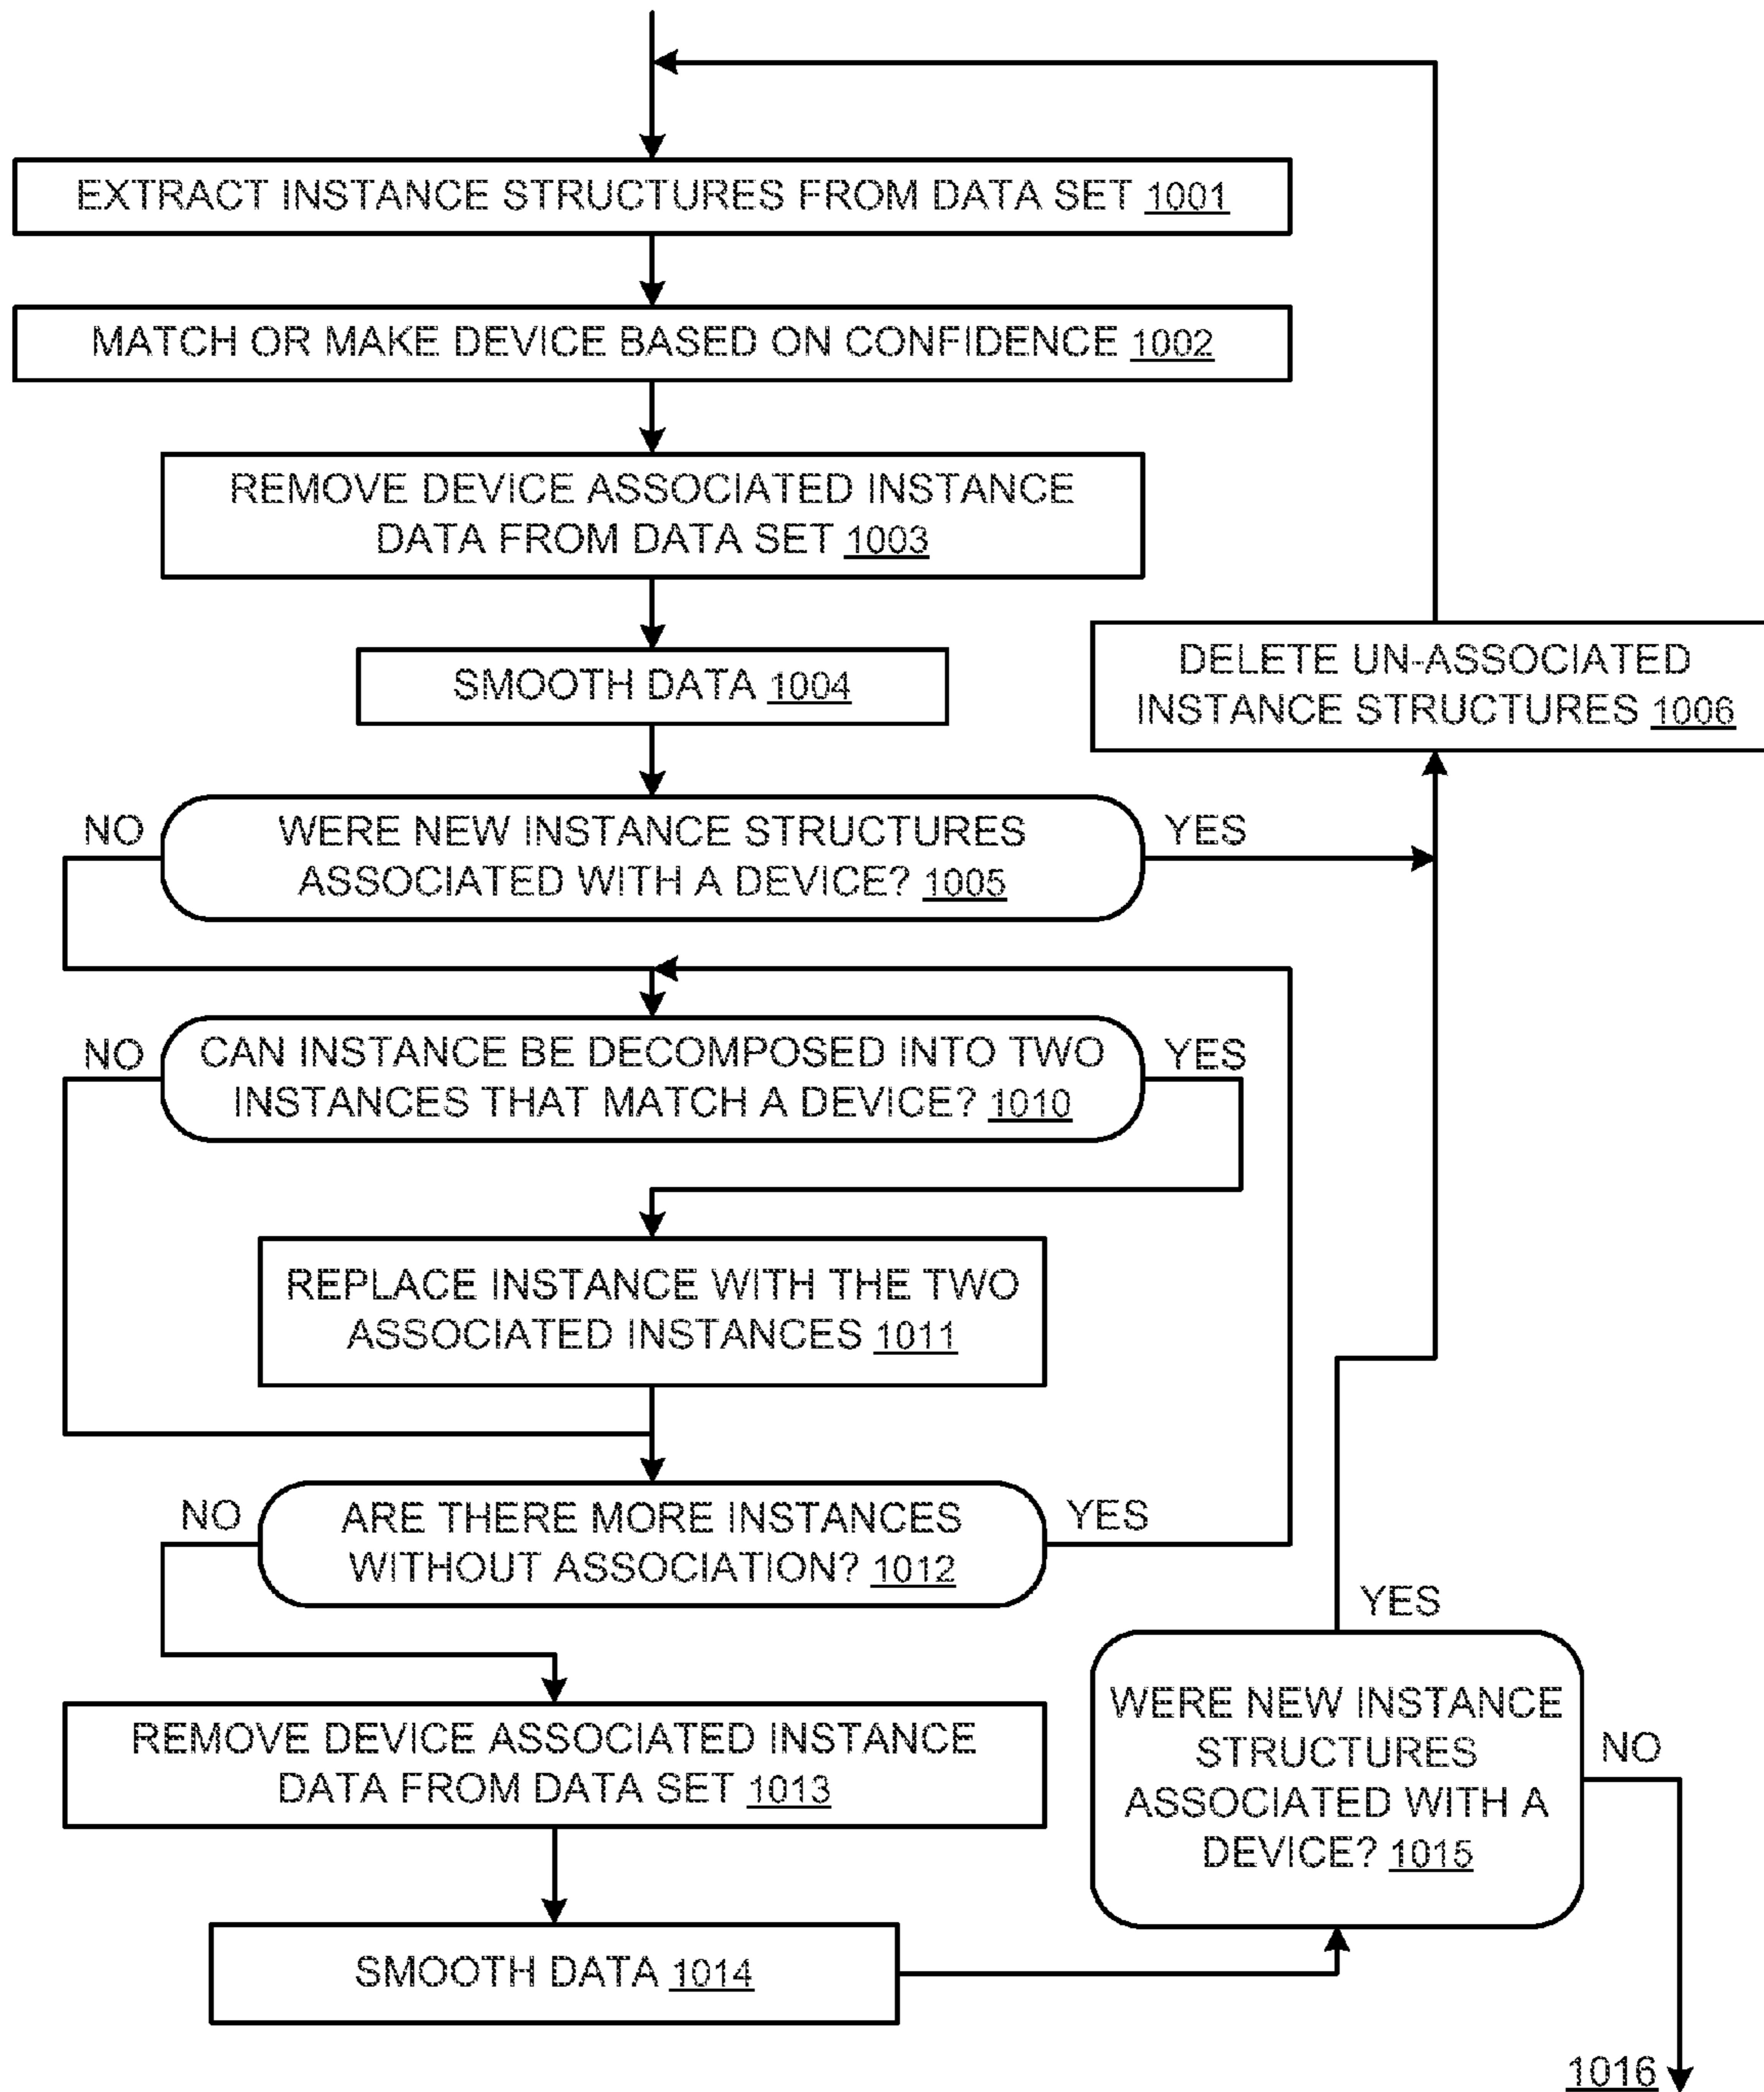 EXTRACT INSTANCE STRUCTURES FROM DATA SET 1001
MATCH OR MAKE DEVICE BASED ON CONFIDENCE 1002
REMOVE DEVICE ASSOCIATED INSTANCE
DATA FROM DATA SET 1003
SMOOTH DATA 1004
DELETE UN-ASSOCIATED
INSTANCE STRUCTURES 1006
NO
WERE NEW INSTANCE STRUCTURES
ASSOCIATED WITH A DEVICE? 1005
YES
NO
CAN INSTANCE BE DECOMPOSED INTO TWO
INSTANCES THAT MATCH A DEVICE? 1010
YES
REPLACE INSTANCE WITH THE TWO
ASSOCIATED INSTANCES 1011
NO
ARE THERE MORE INSTANCES
WITHOUT ASSOCIATION? 1012
YES
REMOVE DEVICE ASSOCIATED INSTANCE
DATA FROM DATA SET 1013
SMOOTH DATA 1014
YES
WERE NEW INSTANCE
STRUCTURES
ASSOCIATED WITH A
DEVICE? 1015
NO
1016